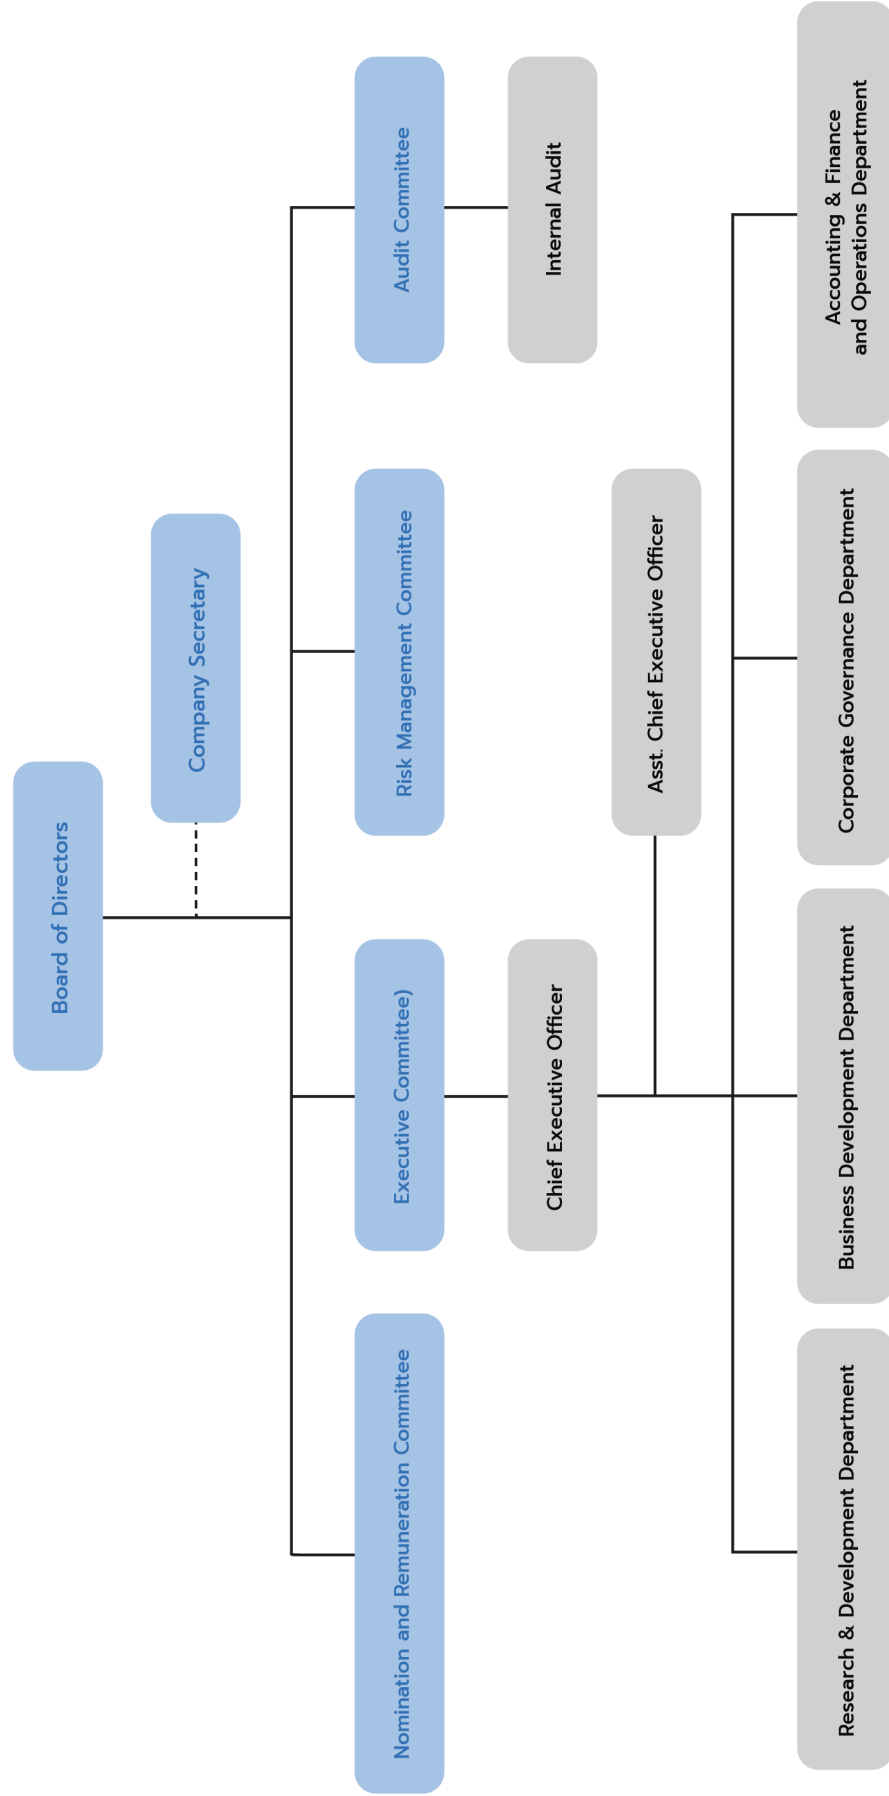 Board of Directors
Company Secretary
Nomination and Remuneration Committee
Executive Committee)
Risk Management Committee
Audit Committee
Chief Executive Officer
Internal Audit
Asst. Chief Executive Officer
Research & Development Department
Business Development Department
Corporate Governance Department
Accounting & Finance
and Operations Department